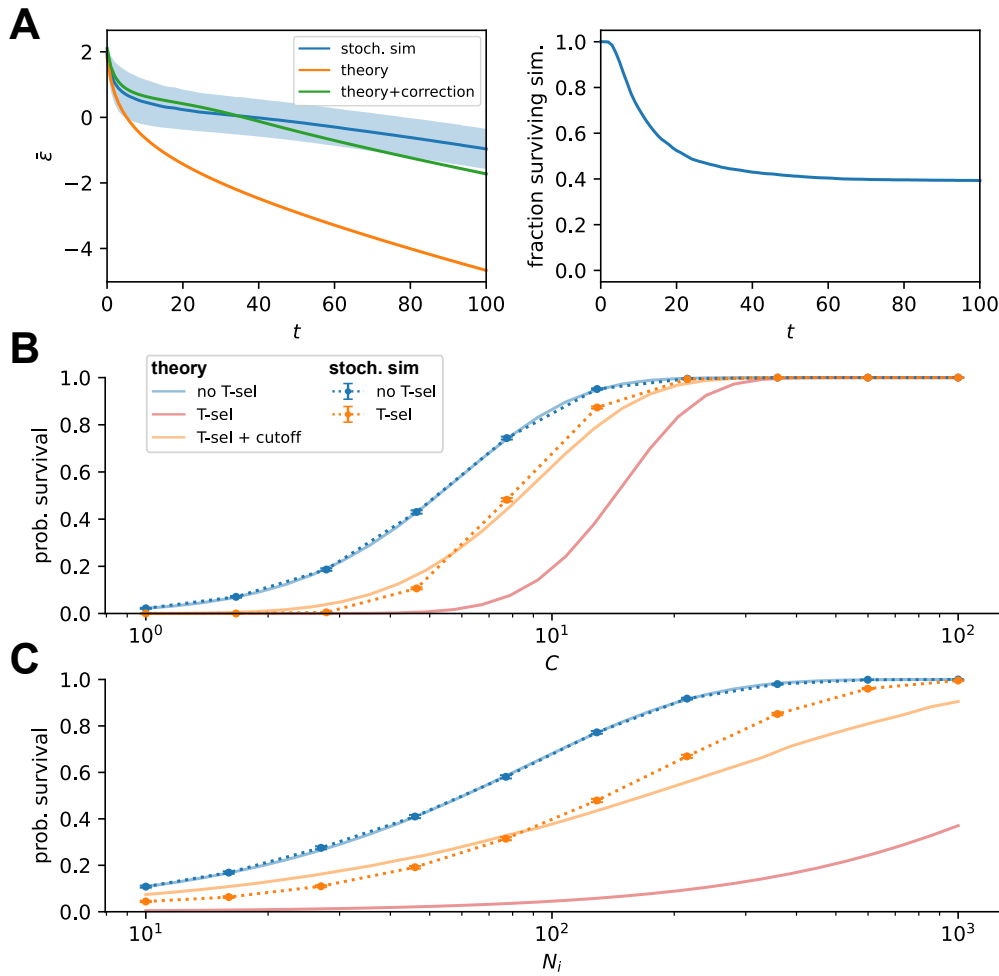 A
2
0
−2
−4
ε̄
stoch. sim
theory
theory+correction
0 20 40 60 80 100
t
1.0
0.8
0.6
0.4
0.2
0.0
fraction surviving sim.
0 20 40 60 80 100
t
B
theory
no T-sel
T-sel
T-sel + cutoff
stoch. sim
no T-sel
T-sel
1.0
0.8
0.6
0.4
0.2
0.0
prob. survival
10⁰ 10¹ 10²
C
C
1.0
0.8
0.6
0.4
0.2
0.0
prob. survival
10¹ 10² 10³
Nᵢ